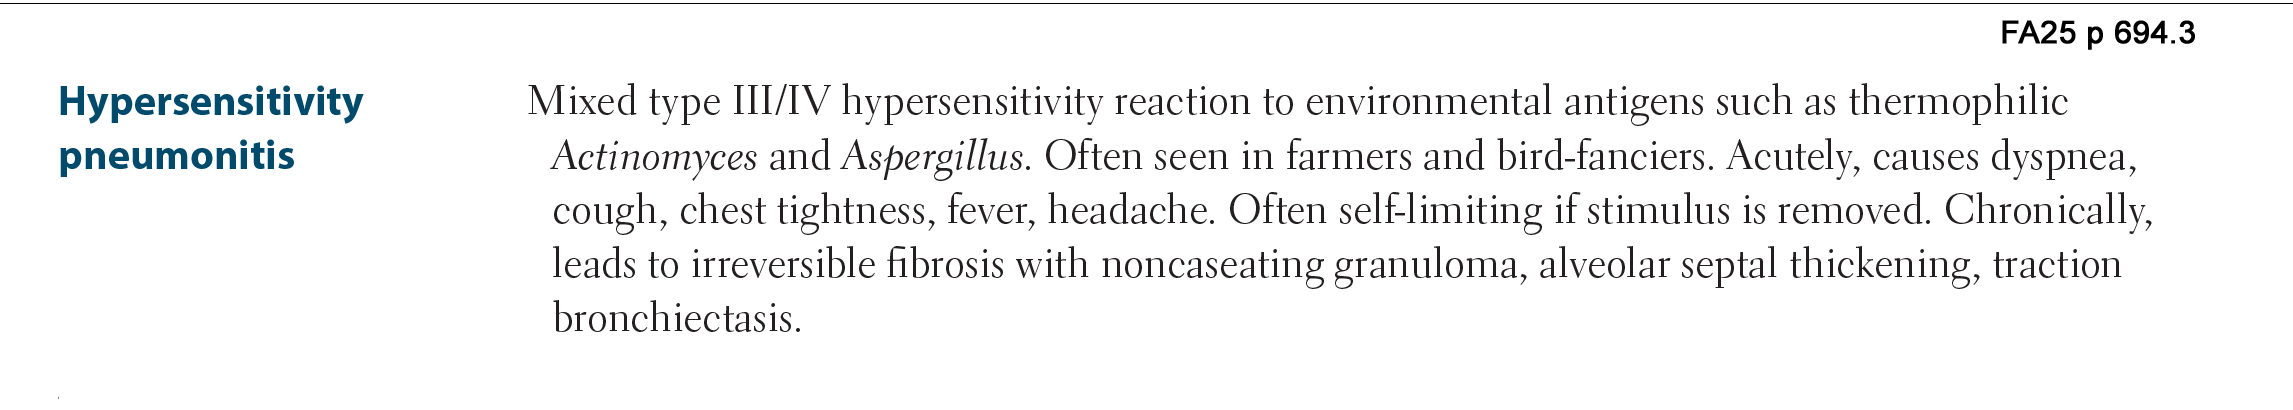 FA25 p 694.3
Hypersensitivity
pneumonitis
Mixed type III/IV hypersensitivity reaction to environmental antigens such as thermophilic
Actinomyces and Aspergillus. Often seen in farmers and bird-fanciers. Acutely, causes dyspnea,
cough, chest tightness, fever, headache. Often self-limiting if stimulus is removed. Chronically,
leads to irreversible fibrosis with noncaseating granuloma, alveolar septal thickening, traction
bronchiectasis.